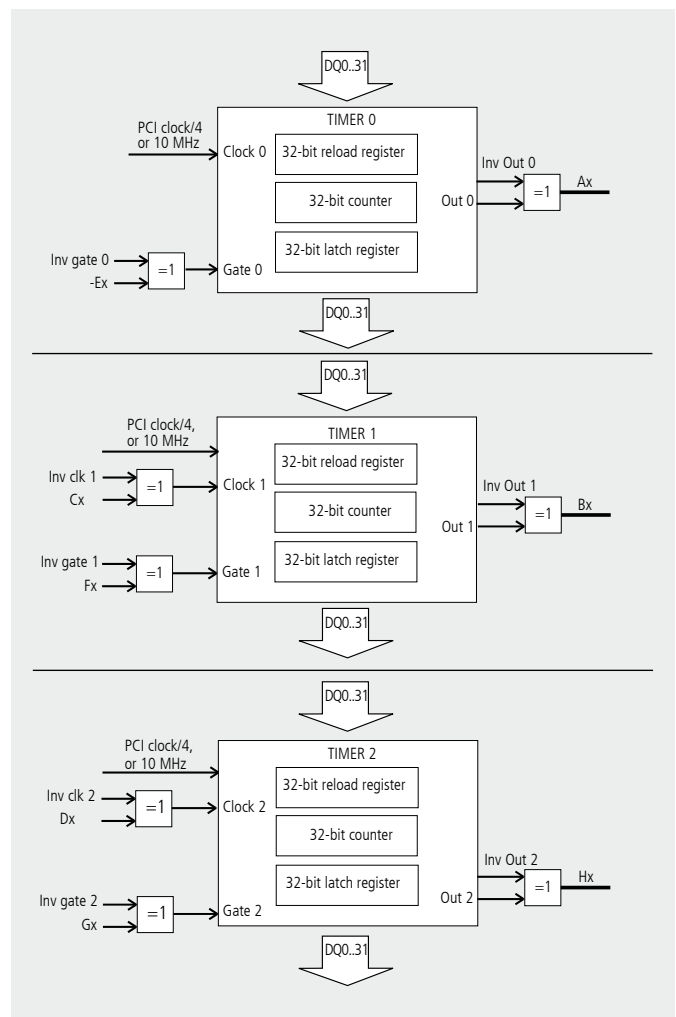 DQ0..31
TIMER 0
PCI clock/4
or 10 MHz
Clock 0
32-bit reload register
Inv Out 0
=1
Ax
32-bit counter
Out 0
32-bit latch register
Inv gate 0
=1
Gate 0
-Ex
DQ0..31
DQ0..31
TIMER 1
PCI clock/4,
or 10 MHz
32-bit reload register
Inv clk 1
=1
Clock 1
Cx
Inv Out 1
32-bit counter
Bx
=1
Out 1
32-bit latch register
Inv gate 1
=1
Gate 1
Fx
DQ0..31
DQ0..31
TIMER 2
PCI clock/4,
or 10 MHz
32-bit reload register
Inv clk 2
=1
Clock 2
Dx
32-bit counter
Inv Out 2
Hx
32-bit latch register
=1
Out 2
Inv gate 2
=1
Gate 2
Gx
DQ0..31